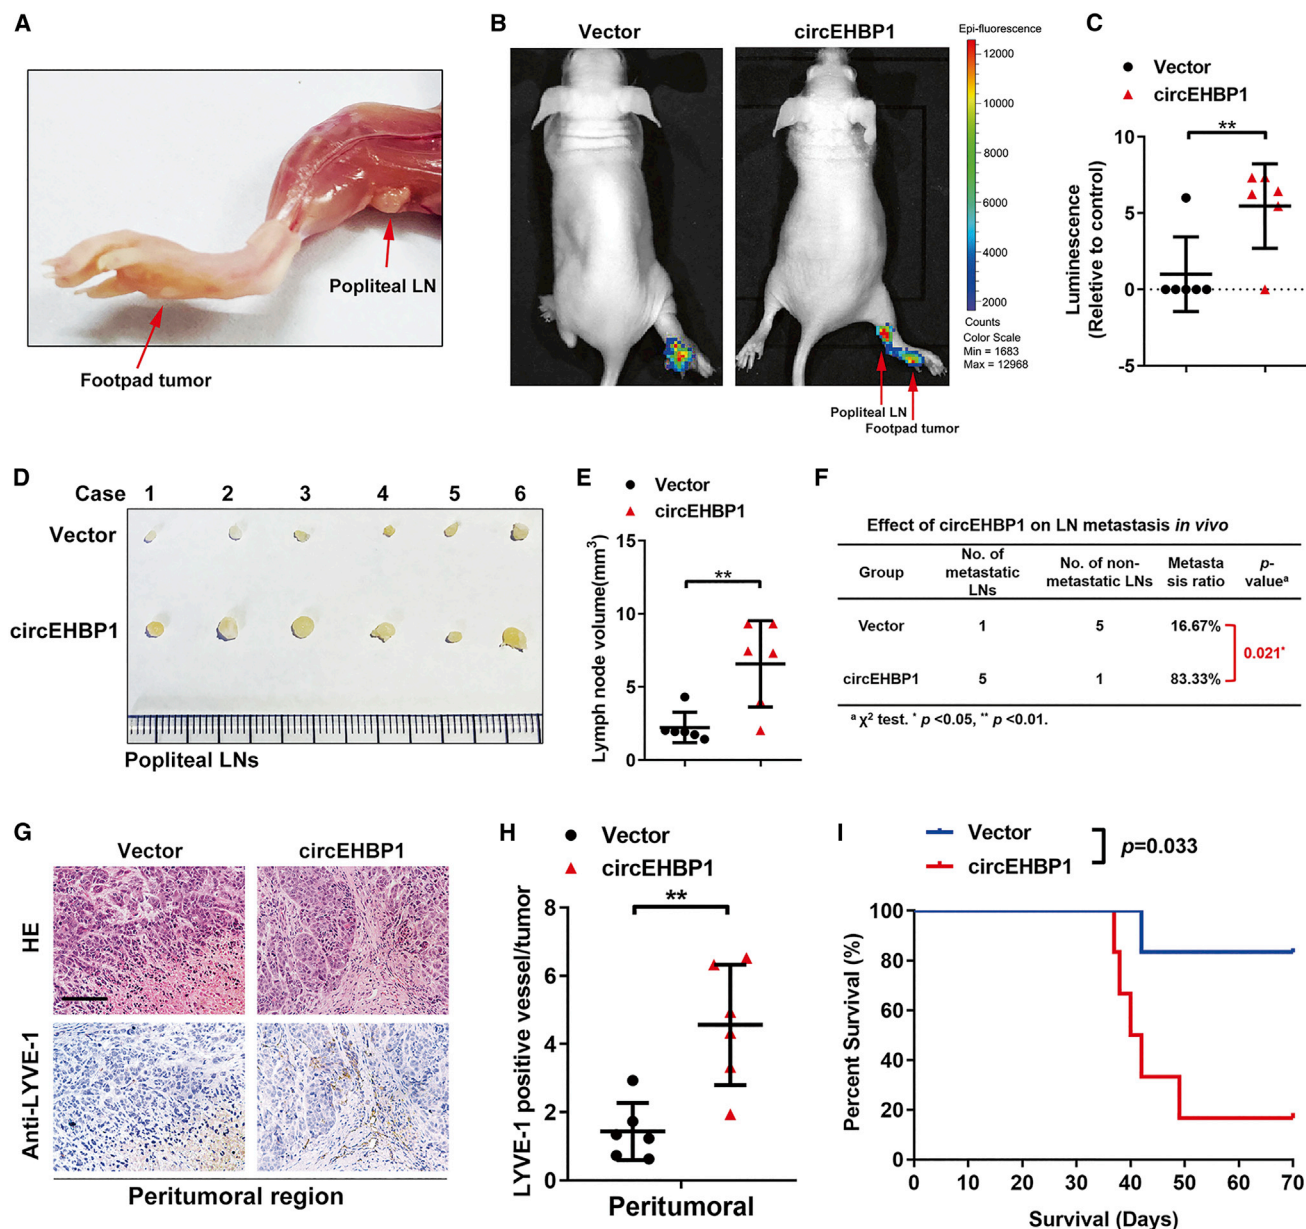 A
Popliteal LN
Footpad tumor
B
Vector
circEHBP1
Epi-fluorescence
12000
10000
8000
6000
4000
2000
Counts
Color Scale
Min = 1683
Max = 12968
Popliteal LN
Footpad tumor
C
Vector
circEHBP1
Luminescence
(Reletive to control)
10
5
0
-5
**
D
Case 1 2 3 4 5 6
Vector
circEHBP1
Popliteal LNs
E
Vector
circEHBP1
Lymph node volume(mm³)
15
10
5
0
**
F
Effect of circEHBP1 on LN metastasis in vivo
Group
No. of
metastatic
LNs
No. of non-
metastatic LNs
Metasta
sis ratio
p-
valueᵃ
Vector 1 5 16.67%
0.021*
circEHBP1 5 1 83.33%
ᵃ χ² test. * p <0.05, ** p <0.01.
G
Vector
circEHBP1
HE
Anti-LYVE-1
Peritumoral region
H
Vector
circEHBP1
LYVE-1 positive vessel/tumor
8
6
4
2
0
**
Peritumoral
I
Vector
circEHBP1
p=0.033
Percent Survival (%)
100
80
60
40
20
0
0 10 20 30 40 50 60 70
Survival (Days)